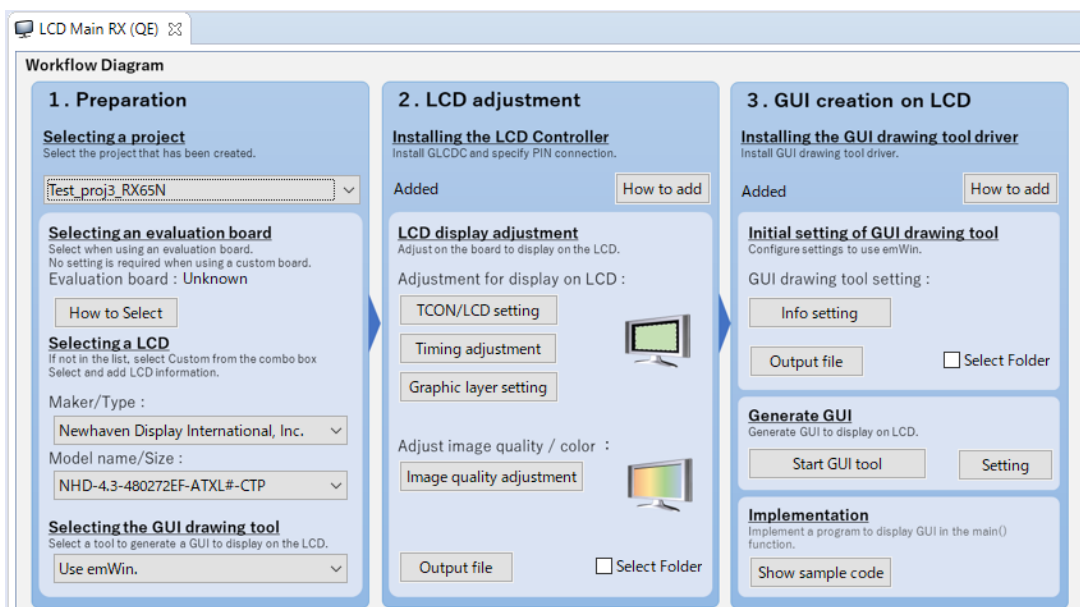 LCD Main RX (QE)
Workflow Diagram
1. Preparation
Selecting a project
Select the project that has been created.
Test_proj3_RX65N
Selecting an evaluation board
Select when using an evaluation board.
No setting is required when using a custom board.
Evaluation board : Unknown
How to Select
Selecting a LCD
If not in the list, select Custom from the combo box
Select and add LCD information.
Maker/Type :
Newhaven Display International, Inc.
Model name/Size :
NHD-4.3-480272EF-ATXL#-CTP
Selecting the GUI drawing tool
Select a tool to generate a GUI to display on the LCD.
Use emWin.
2. LCD adjustment
Installing the LCD Controller
Install GLCDC and specify PIN connection.
Added How to add
LCD display adjustment
Adjust on the board to display on the LCD.
Adjustment for display on LCD :
TCON/LCD setting
Timing adjustment
Graphic layer setting
Adjust image quality / color :
Image quality adjustment
Output file Select Folder
3. GUI creation on LCD
Installing the GUI drawing tool driver
Install GUI drawing tool driver.
Added How to add
Initial setting of GUI drawing tool
Configure settings to use emWin.
GUI drawing tool setting :
Info setting
Output file Select Folder
Generate GUI
Generate GUI to display on LCD.
Start GUI tool Setting
Implementation
Implement a program to display GUI in the main()
function.
Show sample code